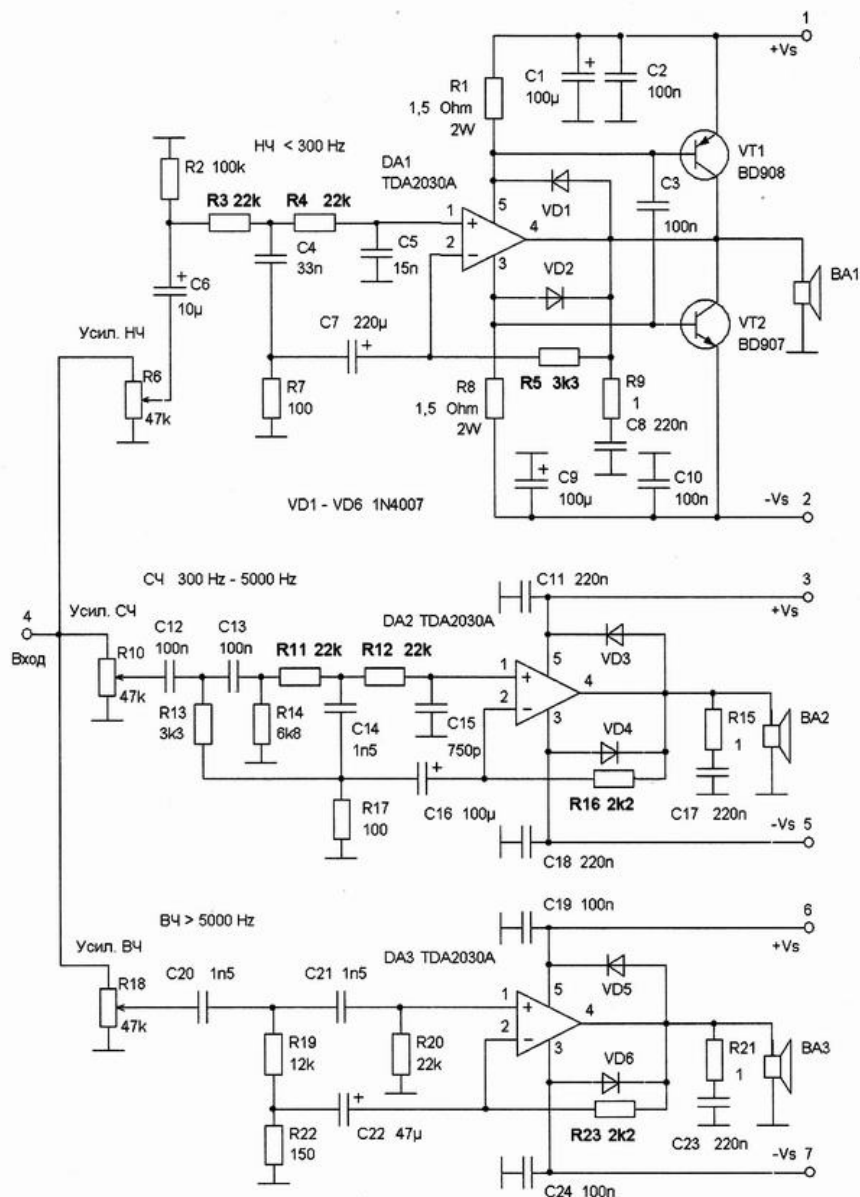 1
+Vs
C1
100µ
C2
100n
R1
1,5 Ohm
2W
НЧ < 300 Hz
DA1
TDA2030A
VT1
BD908
R2 100k
R3 22k
R4 22k
C3
100n
VD1
1
2
5
4
3
C4
33n
C5
15n
VD2
BA1
C6
10µ
C7 220µ
VT2
BD907
Усил. НЧ
R6
47k
R7
100
R8
1,5 Ohm
2W
R5 3k3
R9
1
C8 220n
C9
100µ
C10
100n
VD1 - VD6 1N4007
-Vs 2
СЧ 300 Hz - 5000 Hz
C11 220n
3
+Vs
4
Вход
Усил. СЧ
DA2 TDA2030A
R10
47k
C12
100n
C13
100n
R11 22k
R12 22k
VD3
1
2
5
4
3
R13
3k3
R14
6k8
C14
1n5
C15
750p
VD4
R15
1
BA2
R17
100
C16 100µ
R16 2k2
C17 220n
C18 220n
-Vs 5
ВЧ > 5000 Hz
C19 100n
6
+Vs
Усил. ВЧ
DA3 TDA2030A
R18
47k
C20 1n5
C21 1n5
VD5
1
2
5
4
3
R19
12k
R20
22k
VD6
R21
1
BA3
R22
150
C22 47µ
R23 2k2
C23 220n
-Vs 7
C24 100n